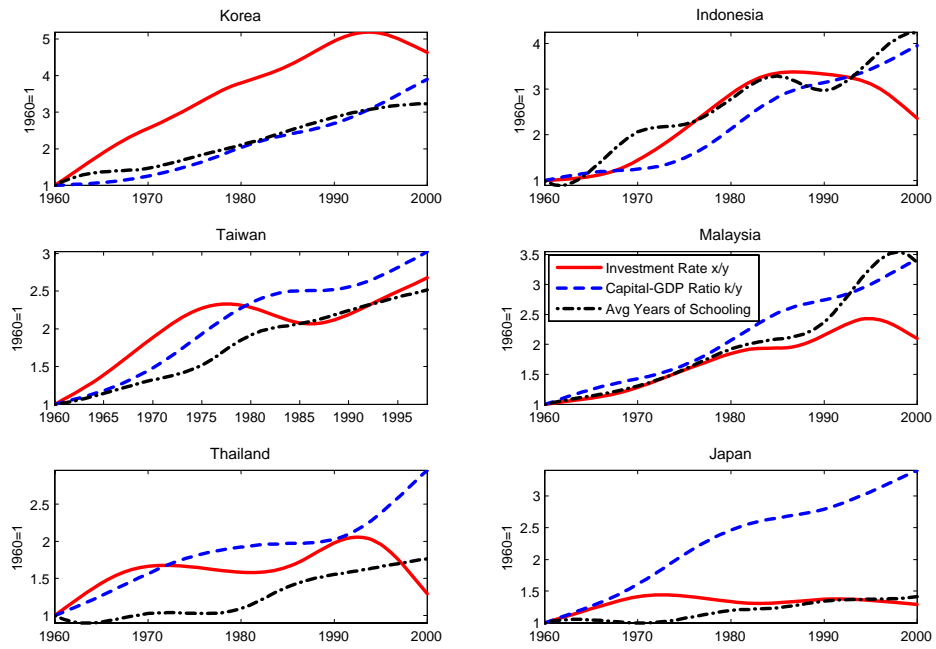 Korea
1960=1
5
4
3
2
1
1960 1970 1980 1990 2000
Indonesia
1960=1
4
3
2
1
1960 1970 1980 1990 2000
Taiwan
1960=1
3
2.5
2
1.5
1
1960 1965 1970 1975 1980 1985 1990 1995
Malaysia
1960=1
3.5
3
2.5
2
1.5
1
1960 1970 1980 1990 2000
Investment Rate x/y
Capital-GDP Ratio k/y
Avg Years of Schooling
Thailand
1960=1
2.5
2
1.5
1
1960 1970 1980 1990 2000
Japan
1960=1
3
2.5
2
1.5
1
1960 1970 1980 1990 2000